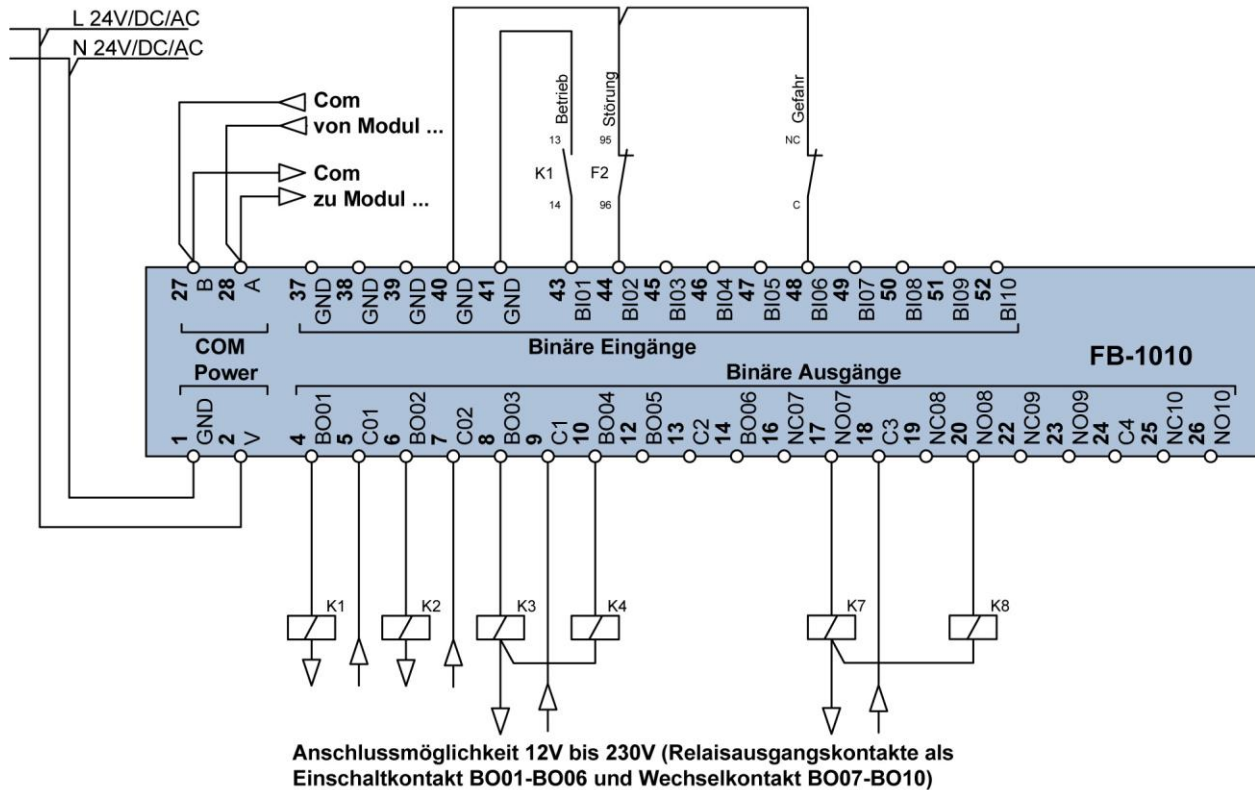 L 24V/DC/AC
N 24V/DC/AC
Com
von Modul ...
Com
zu Modul ...
Betrieb
Störung
Gefahr
13
95
NC
K1
F2
14
96
C
27
B
28
A
37
GND
38
GND
39
GND
40
GND
41
GND
43
BI01
44
BI02
45
BI03
46
BI04
47
BI05
48
BI06
49
BI07
50
BI08
51
BI09
52
BI10
COM
Binäre Eingänge
FB-1010
Power
Binäre Ausgänge
1
GND
2
V
4
BO01
5
C01
6
BO02
7
C02
8
BO03
9
C1
10
BO04
12
BO05
13
C2
14
BO06
16
NC07
17
NO07
18
C3
19
NC08
20
NO08
22
NC09
23
NO09
24
C4
25
NC10
26
NO10
K1
K2
K3
K4
K7
K8
Anschlussmöglichkeit 12V bis 230V (Relaisausgangskontakte als
Einschaltkontakt BO01-BO06 und Wechselkontakt BO07-BO10)